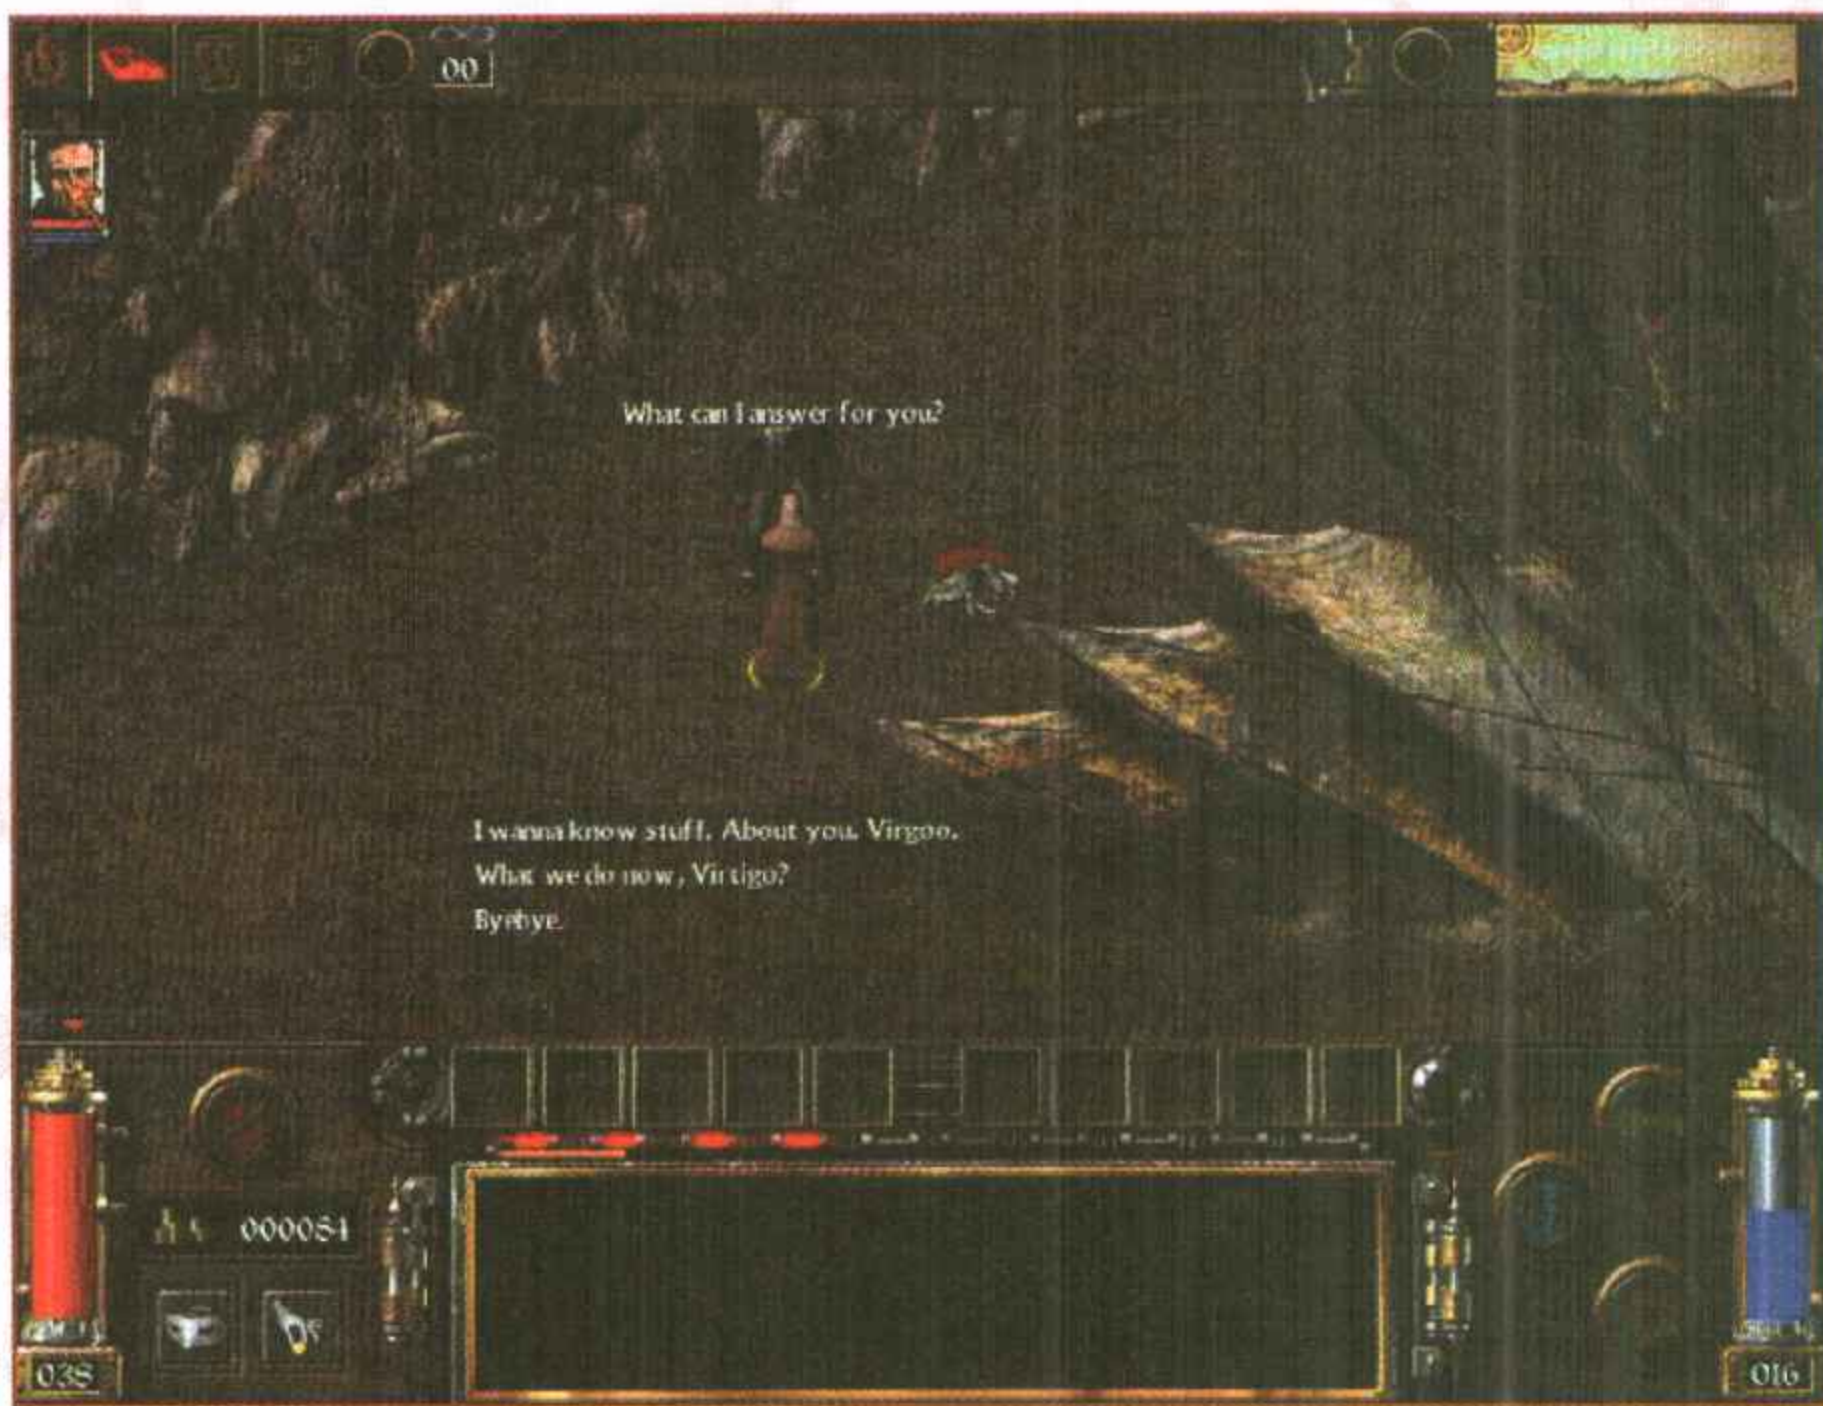 00
What can I answer for you?
I wanna know stuff. About you. Virgoo.
What we do now, Virtigo?
Byebye.
000084
038
016